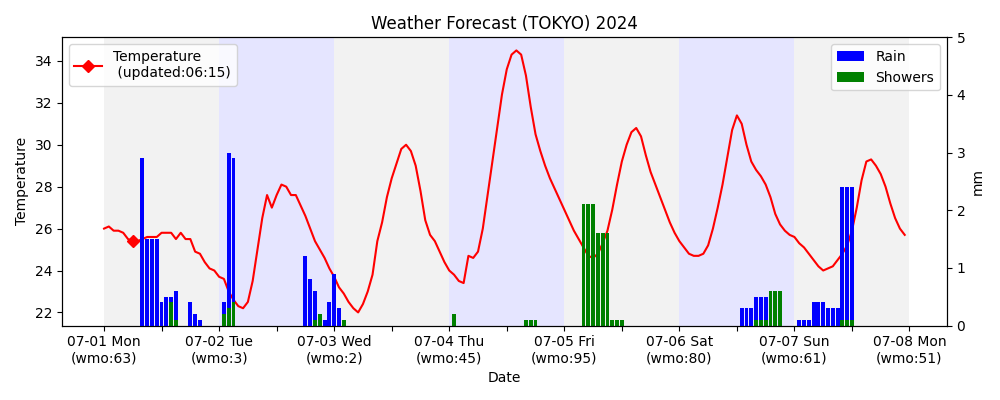 Weather Forecast (TOKYO) 2024
Temperature
(updated:06:15)
Rain
Showers
Temperature
34
32
30
28
26
24
22
5
4
3
2
1
0
mm
07-01 Mon
(wmo:63)
07-02 Tue
(wmo:3)
07-03 Wed
(wmo:2)
07-04 Thu
(wmo:45)
07-05 Fri
(wmo:95)
07-06 Sat
(wmo:80)
07-07 Sun
(wmo:61)
07-08 Mon
(wmo:51)
Date